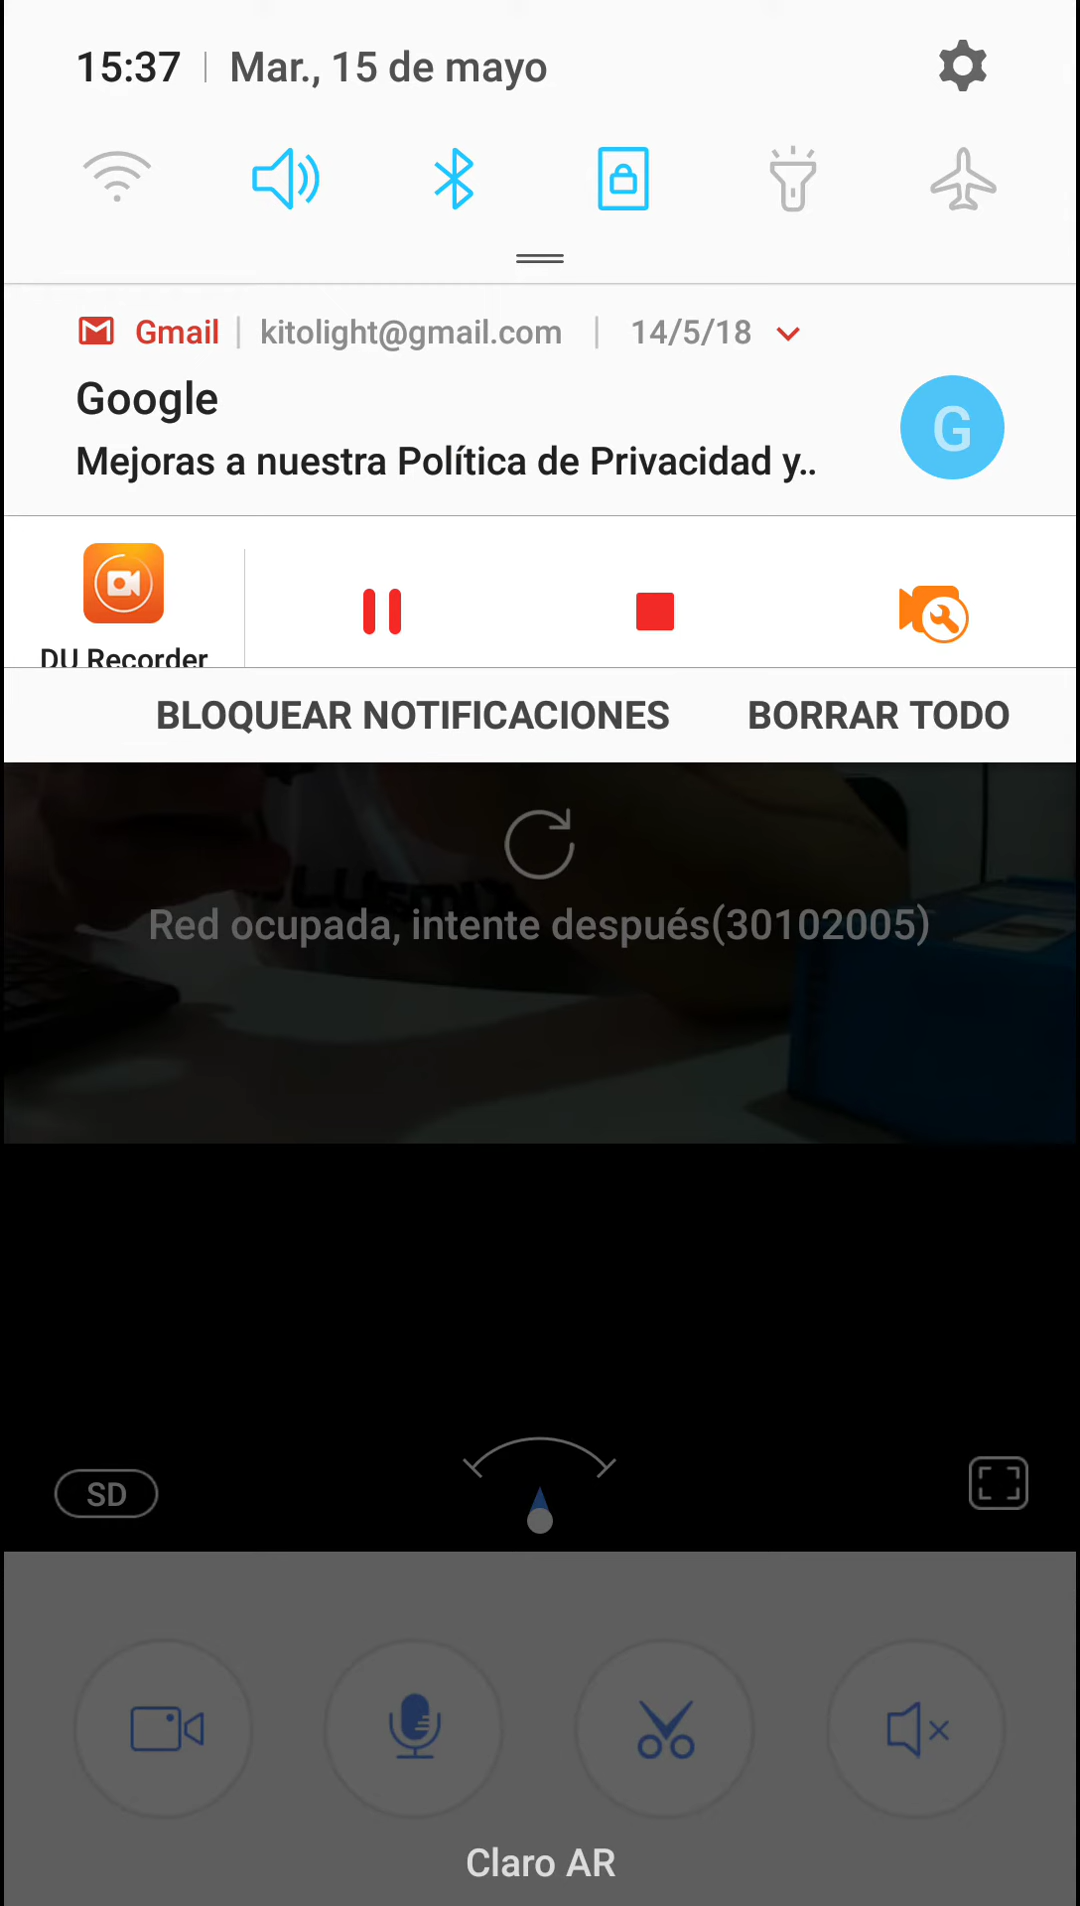 15:37 | Mar., 15 de mayo
Gmail | kitolight@gmail.com | 14/5/18
Google
G
Mejoras a nuestra Política de Privacidad y..
DU Recorder
BLOQUEAR NOTIFICACIONES BORRAR TODO
Red ocupada, intente después(30102005)
SD
Claro AR